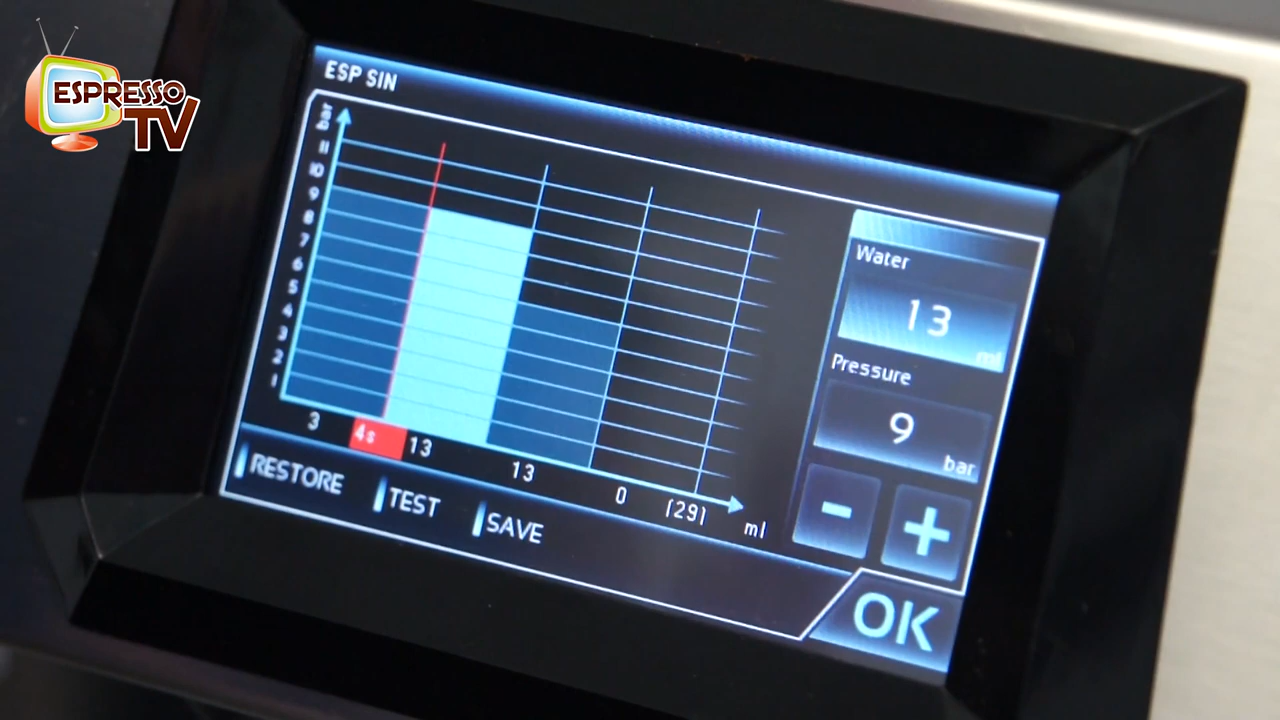 ESPRESSO
TV
ESP SIN
bar
11
10
9
8
7
6
5
4
3
2
1
3
4s
13
13
0
(29)
ml
Water
13
ml
Pressure
9
bar
-
+
RESTORE
TEST
SAVE
OK